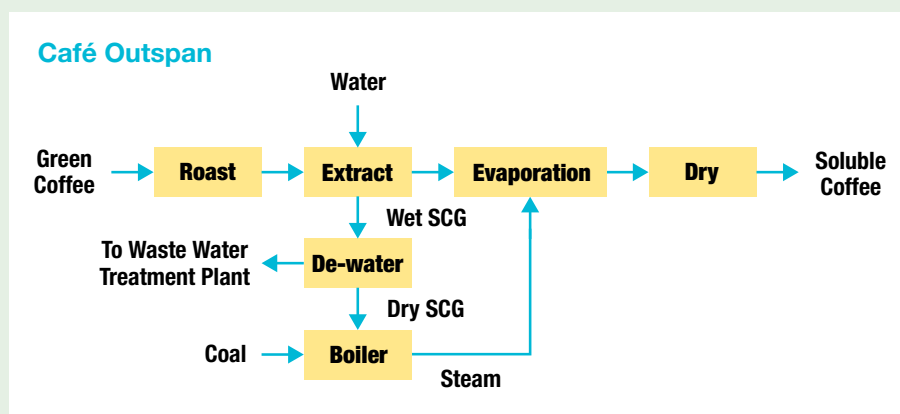 Café Outspan
Water
Green
Coffee
Roast
Extract
Evaporation
Dry
Soluble
Coffee
Wet SCG
To Waste Water
Treatment Plant
De-water
Dry SCG
Coal
Boiler
Steam